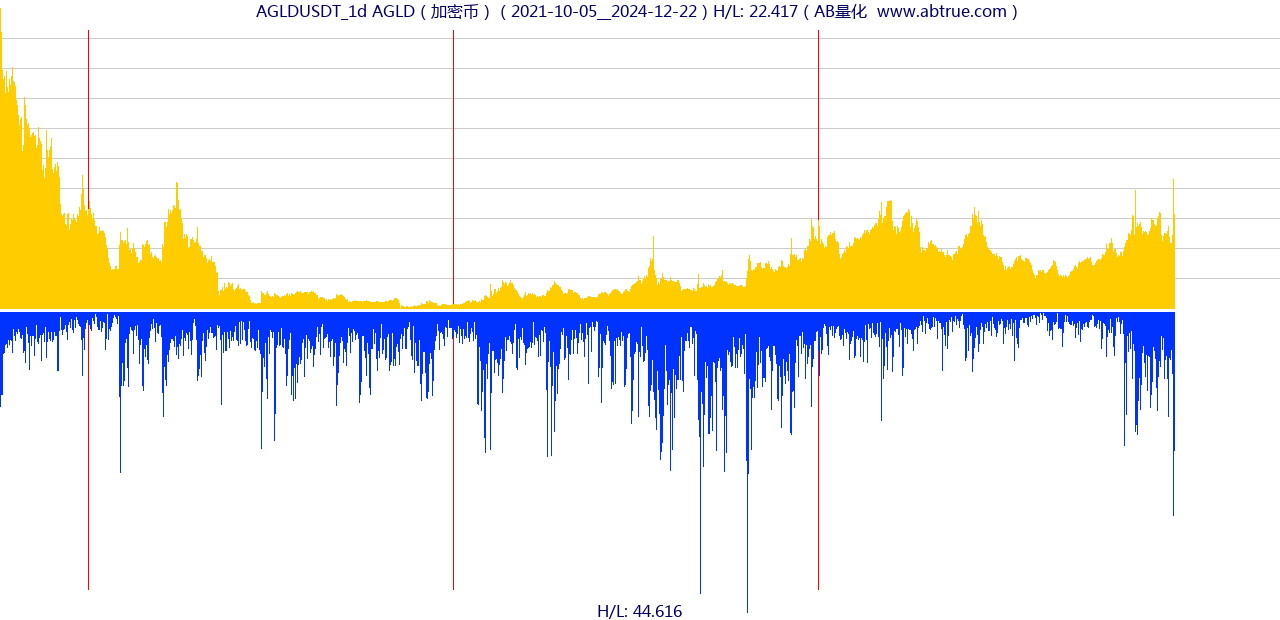 AGLDUSDT_1d AGLD ( 加密币 ) ( 2021-10-05__2024-12-22 ) H/L: 22.417 ( AB量化  www.abtrue.com )
H/L: 44.616